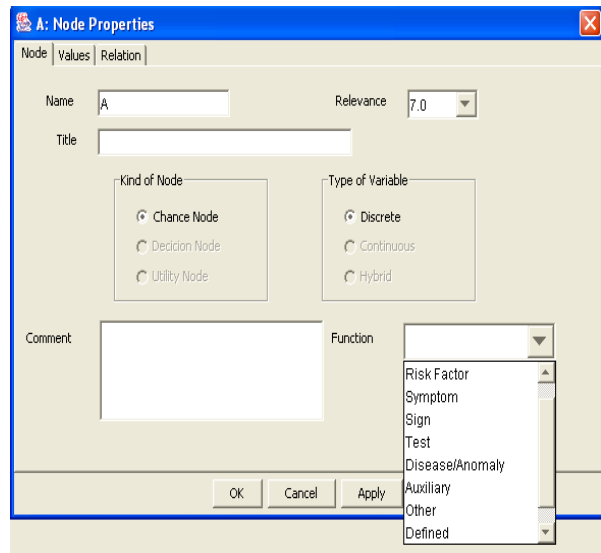 A: Node Properties
Node Values Relation
Name A Relevance 7.0
Title
Kind of Node Type of Variable
Chance Node Discrete
Decicion Node Continuous
Utility Node Hybrid
Comment Function
Risk Factor
Symptom
Sign
Test
Disease/Anomaly
Auxiliary
Other
Defined
OK Cancel Apply